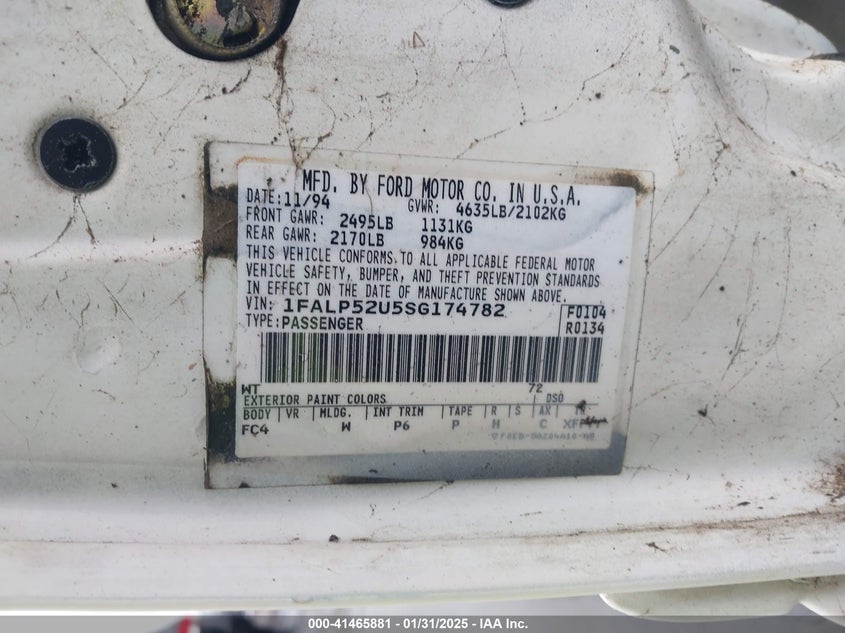 MFD. BY FORD MOTOR CO. IN U.S.A.
DATE: 11/94 GVWR: 4635LB/2102KG
FRONT GAWR: 2495LB 1131KG
REAR GAWR: 2170LB 984KG
THIS VEHICLE CONFORMS TO ALL APPLICABLE FEDERAL MOTOR
VEHICLE SAFETY, BUMPER, AND THEFT PREVENTION STANDARDS
IN EFFECT ON THE DATE OF MANUFACTURE SHOWN ABOVE.
VIN: 1FALP52U5SG174782 F0104
TYPE: PASSENGER R0134
WT 72
EXTERIOR PAINT COLORS DSO
BODY VR MLDG. INT TRIM TAPE R S AX TR
FC4 W P6 P H C
000-41465881 - 01/31/2025 - IAA Inc.